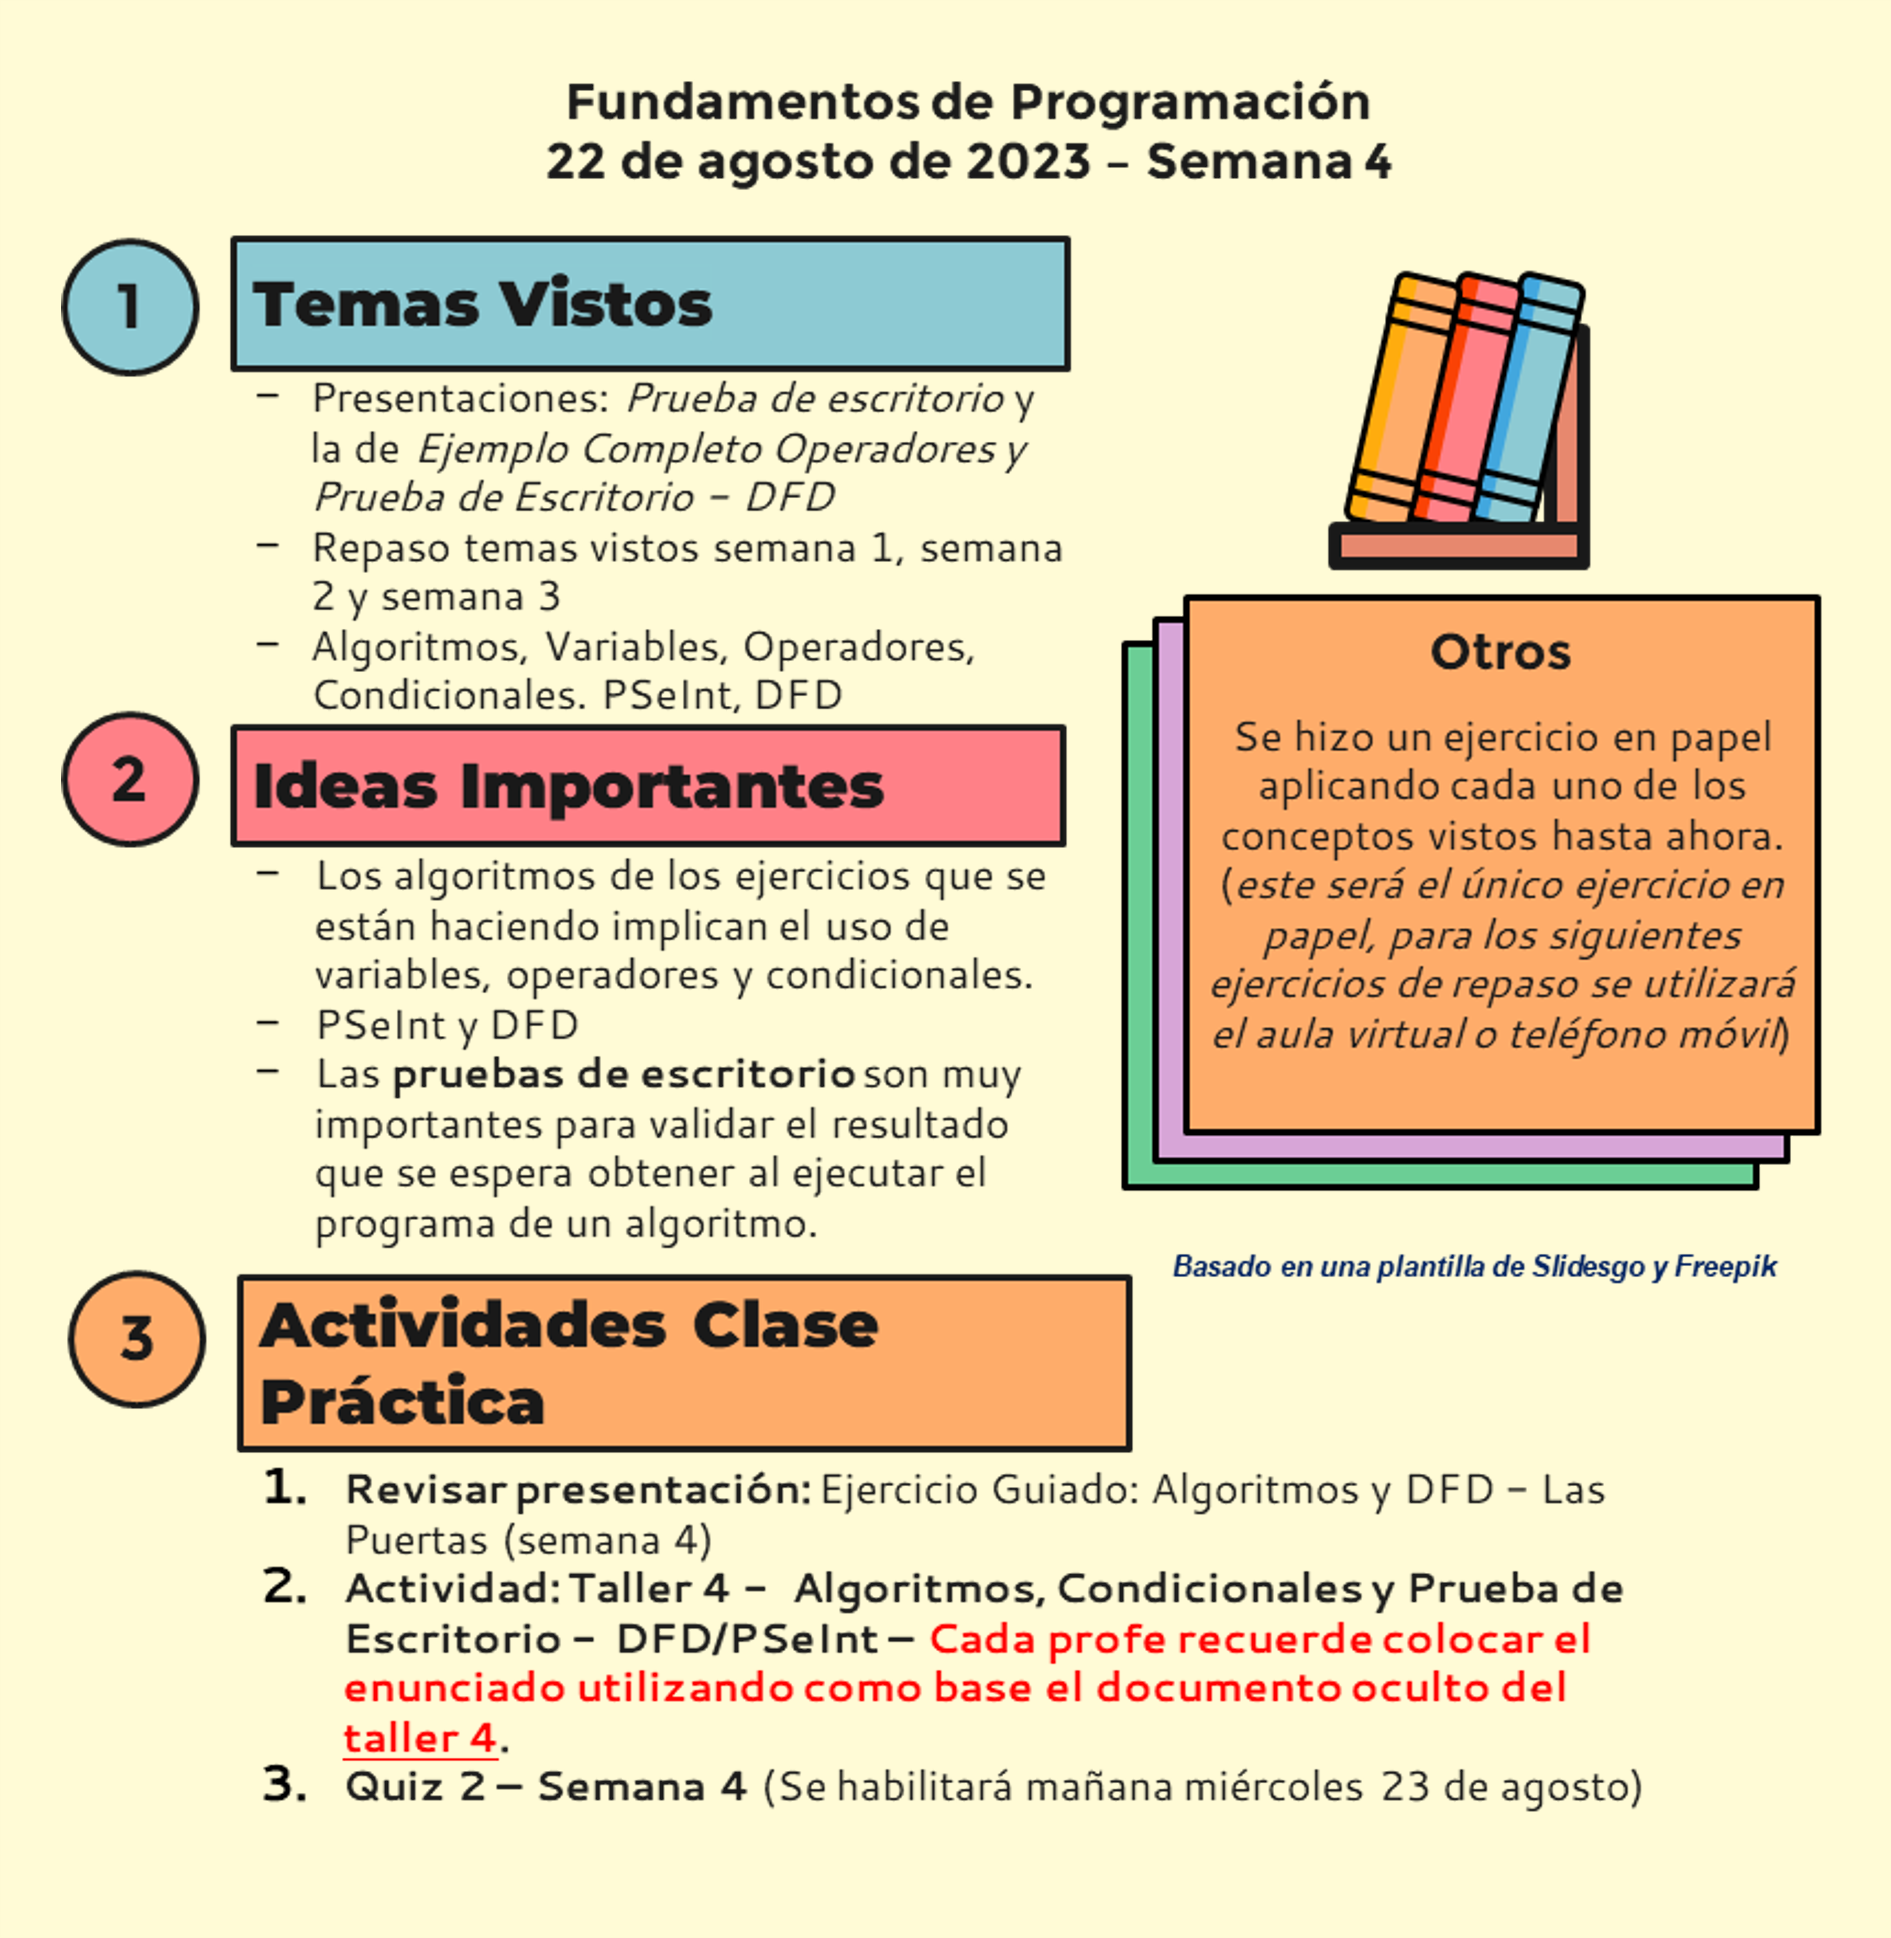 Fundamentos de Programación
22 de agosto de 2023 – Semana 4
1
Temas Vistos
– Presentaciones: Prueba de escritorio y
la de Ejemplo Completo Operadores y
Prueba de Escritorio – DFD
– Repaso temas vistos semana 1, semana
2 y semana 3
– Algoritmos, Variables, Operadores,
Condicionales. PSeInt, DFD
2
Ideas Importantes
– Los algoritmos de los ejercicios que se
están haciendo implican el uso de
variables, operadores y condicionales.
– PSeInt y DFD
– Las pruebas de escritorio son muy
importantes para validar el resultado
que se espera obtener al ejecutar el
programa de un algoritmo.
Otros
Se hizo un ejercicio en papel
aplicando cada uno de los
conceptos vistos hasta ahora.
(este será el único ejercicio en
papel, para los siguientes
ejercicios de repaso se utilizará
el aula virtual o teléfono móvil)
Basado en una plantilla de Slidesgo y Freepik
3
Actividades Clase
Práctica
1. Revisar presentación: Ejercicio Guiado: Algoritmos y DFD – Las
Puertas (semana 4)
2. Actividad: Taller 4 – Algoritmos, Condicionales y Prueba de
Escritorio – DFD/PSeInt – Cada profe recuerde colocar el
enunciado utilizando como base el documento oculto del
taller 4.
3. Quiz 2 – Semana 4 (Se habilitará mañana miércoles 23 de agosto)